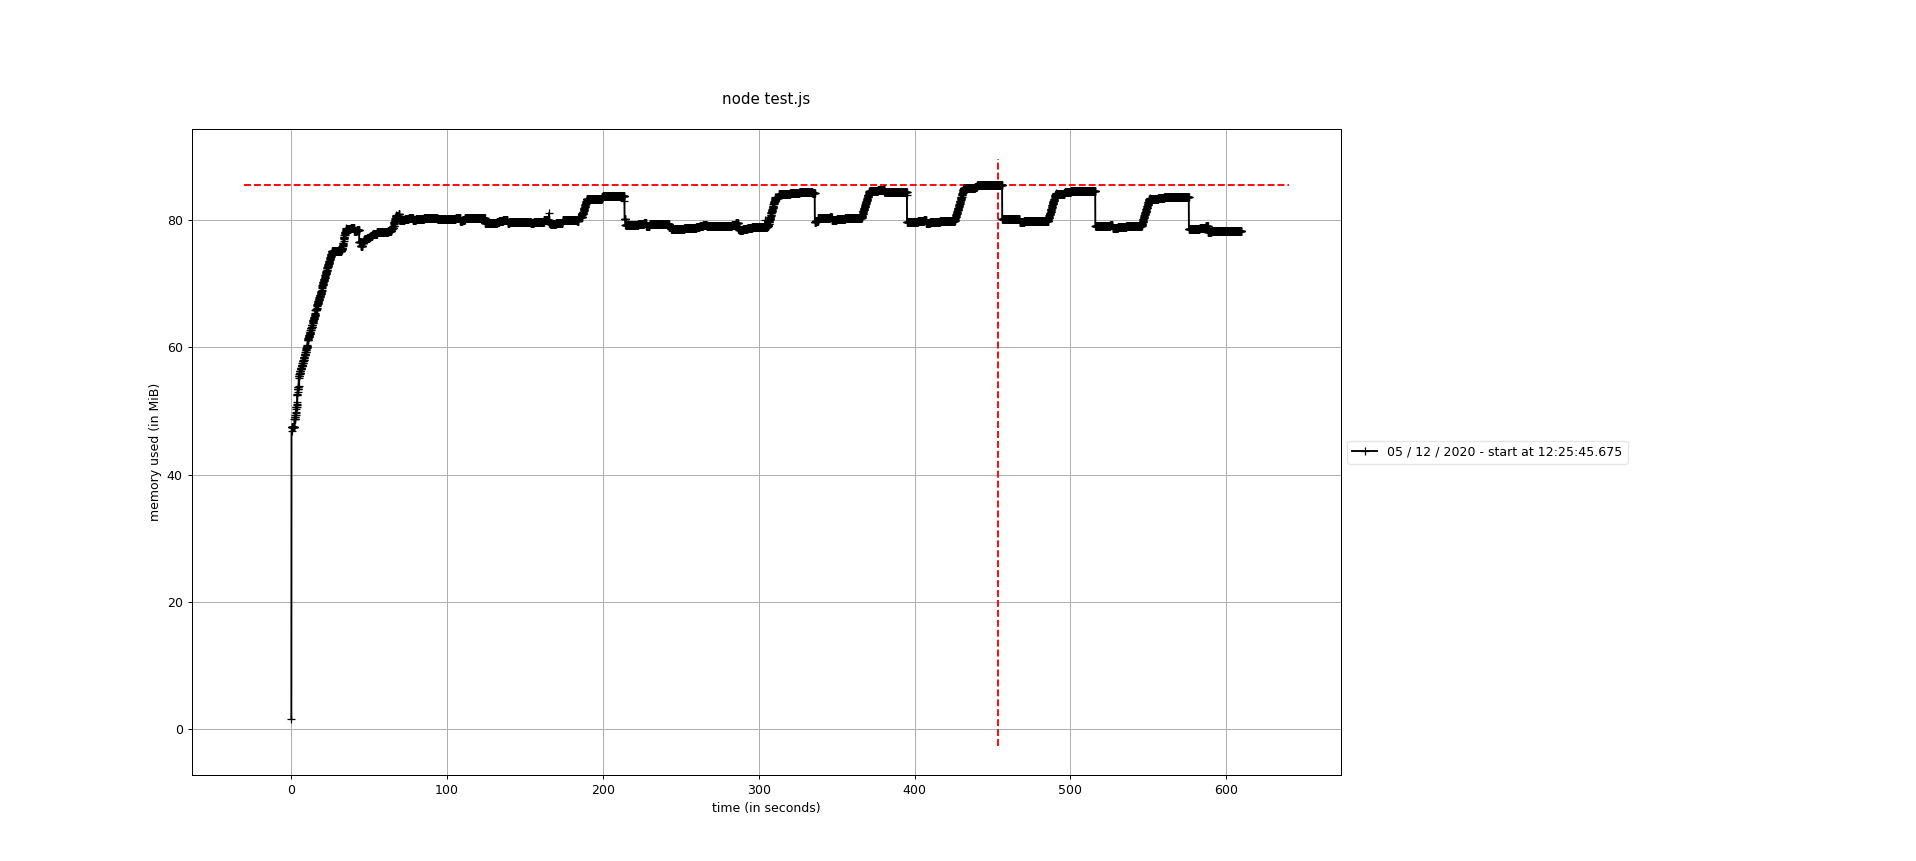 node test.js
80
60
40
20
0
memory used (in MiB)
0 100 200 300 400 500 600
time (in seconds)
05 / 12 / 2020 - start at 12:25:45.675